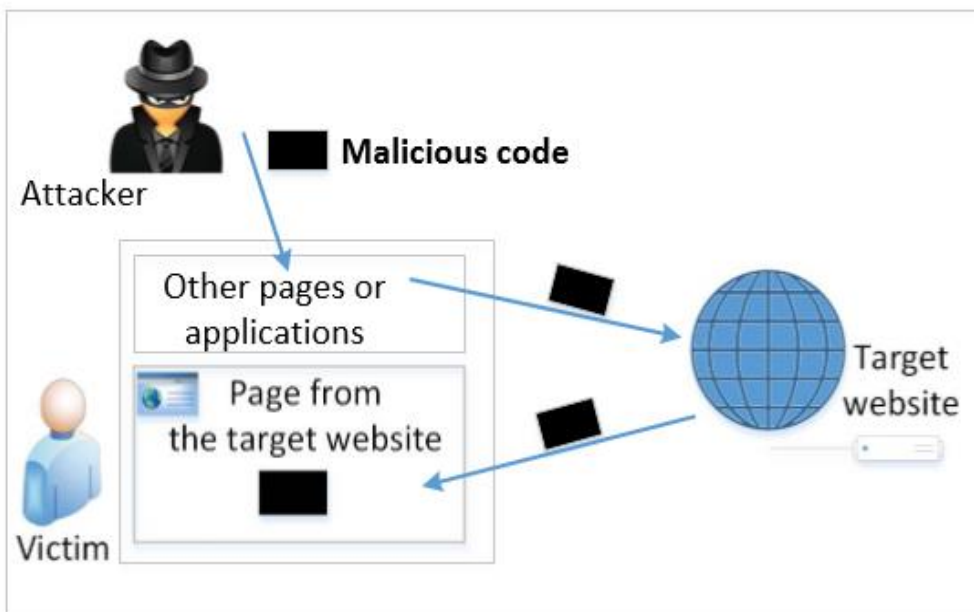 Malicious code
Attacker
Other pages or
applications
Page from
the target website
Target
website
Victim